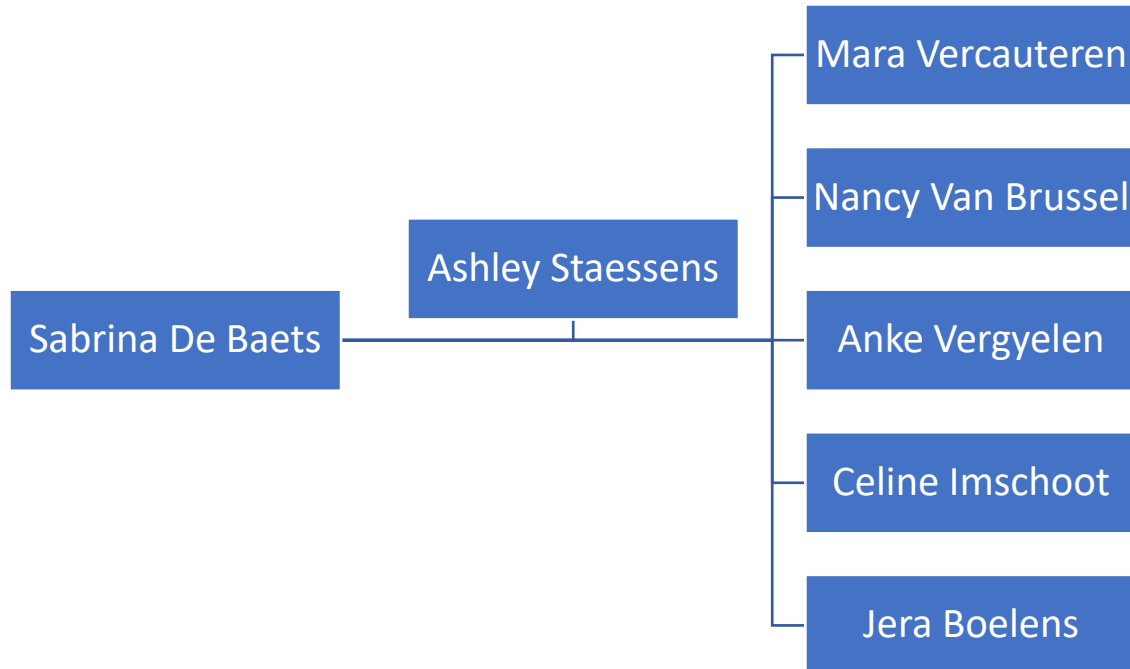 Sabrina De Baets
Ashley Staessens
Mara Vercauteren
Nancy Van Brussel
Anke Vergyelen
Celine Imschoot
Jera Boelens